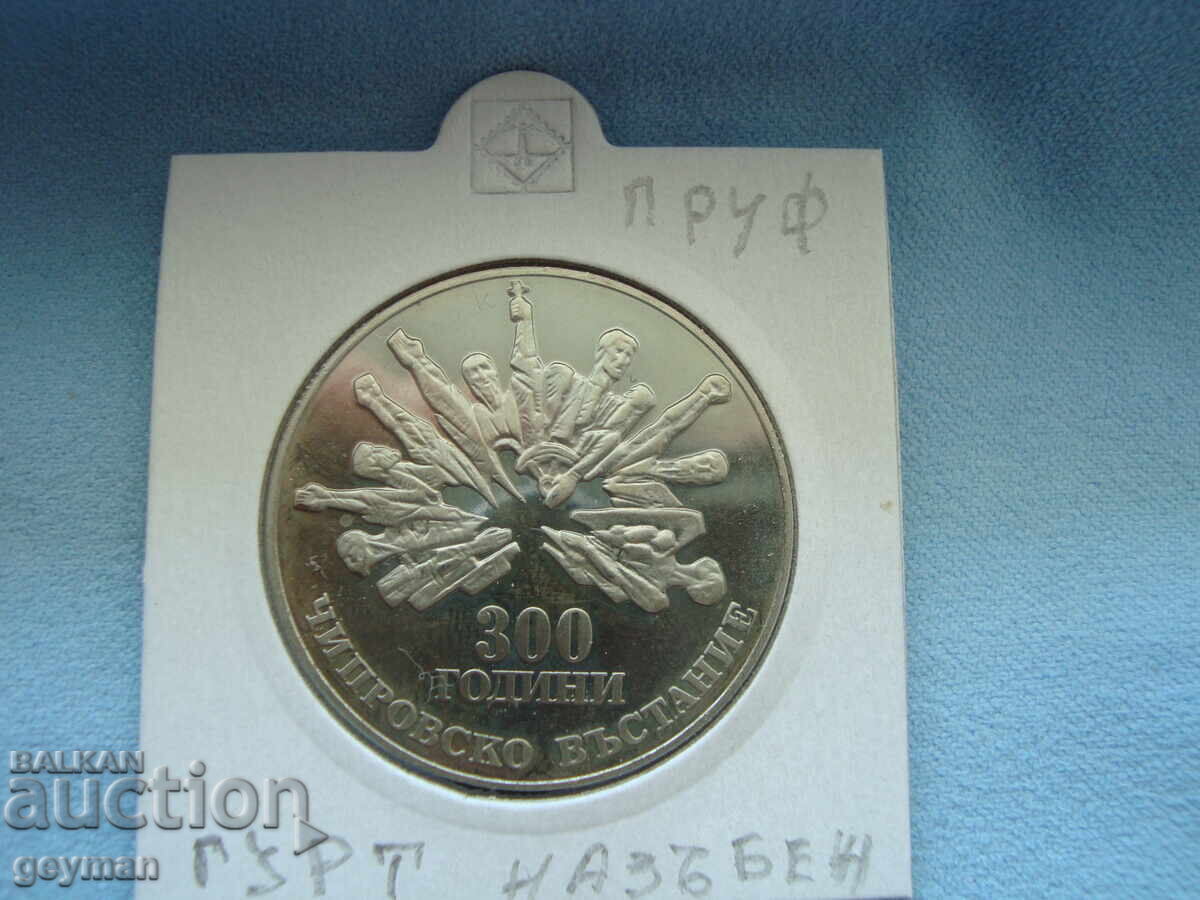 ПРУФ
300
ГОДИНИ
ЧИПРОВСКО ВЪСТАНИЕ
BALKAN
auction
geyman
ГУРТ НАЗЪБЕН